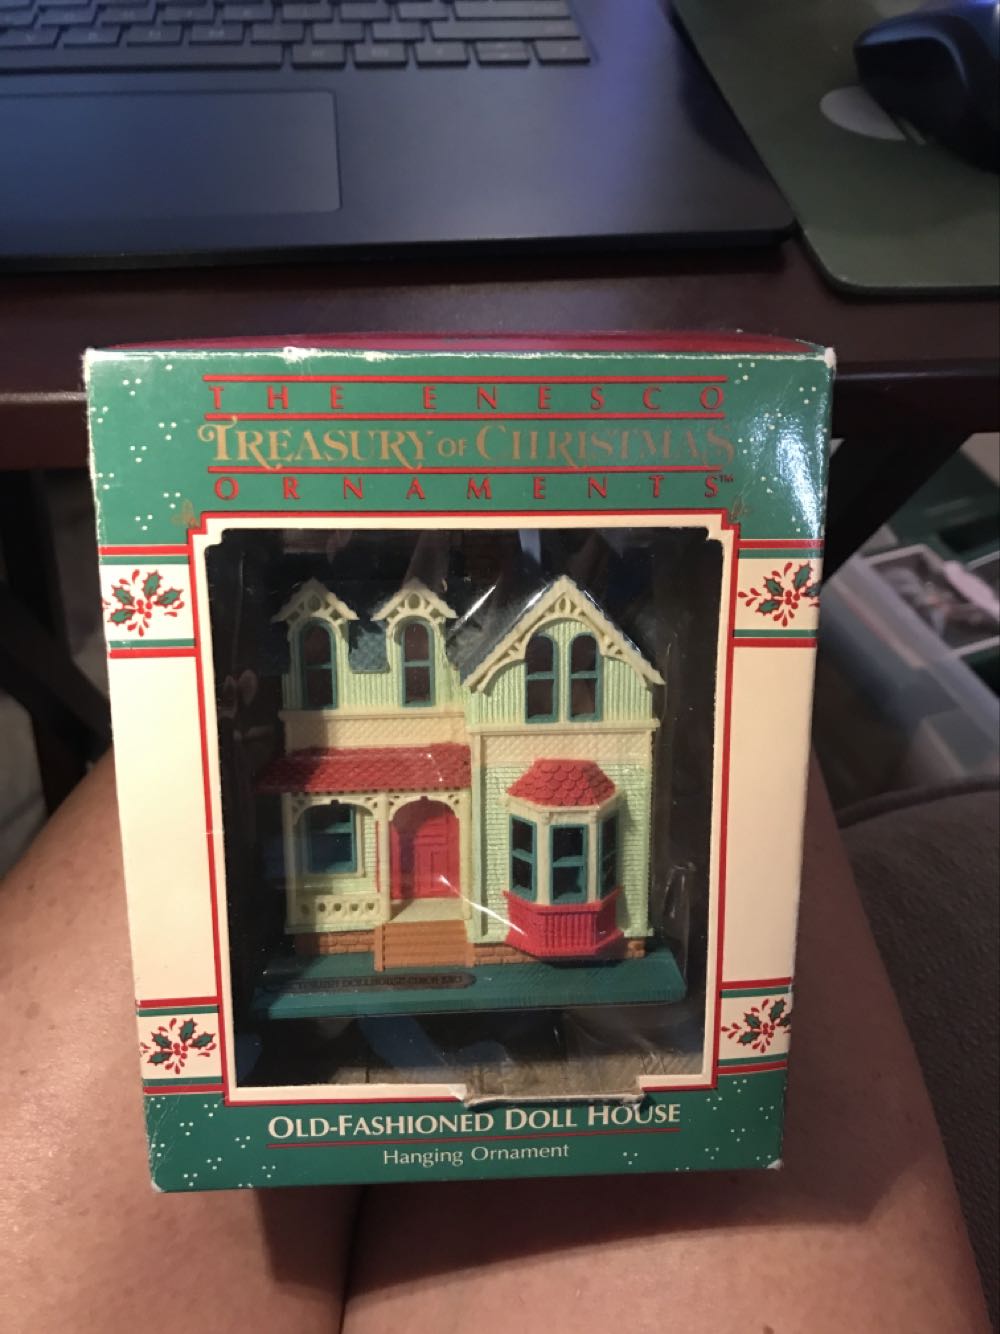 THE ENESCO
TREASURY OF CHRISTMAS
ORNAMENTS™
OLD-FASHIONED DOLL HOUSE
Hanging Ornament